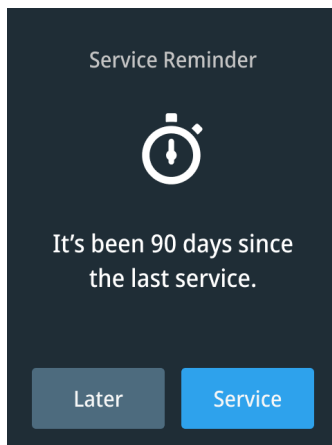 Service Reminder
It’s been 90 days since
the last service.
Later
Service